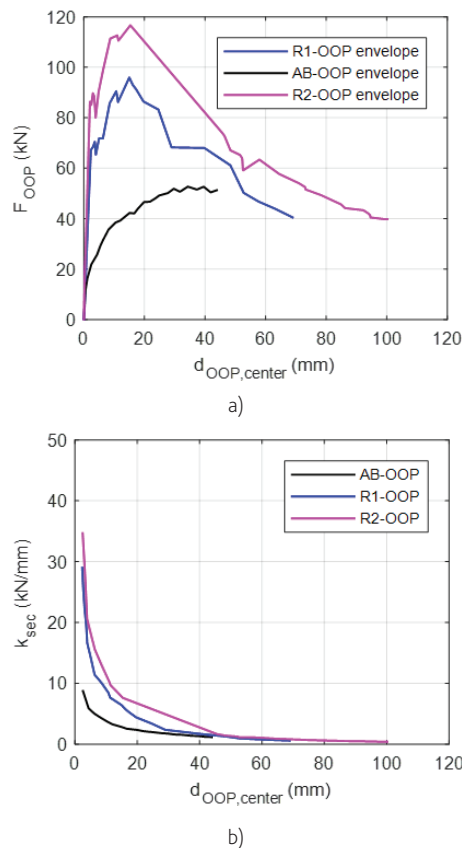 120
100
80
60
40
20
0
F_OOP (kN)
R1-OOP envelope
AB-OOP envelope
R2-OOP envelope
0 20 40 60 80 100 120
d_OOP,center (mm)
a)
50
40
30
20
10
0
k_sec (kN/mm)
AB-OOP
R1-OOP
R2-OOP
0 20 40 60 80 100 120
d_OOP,center (mm)
b)